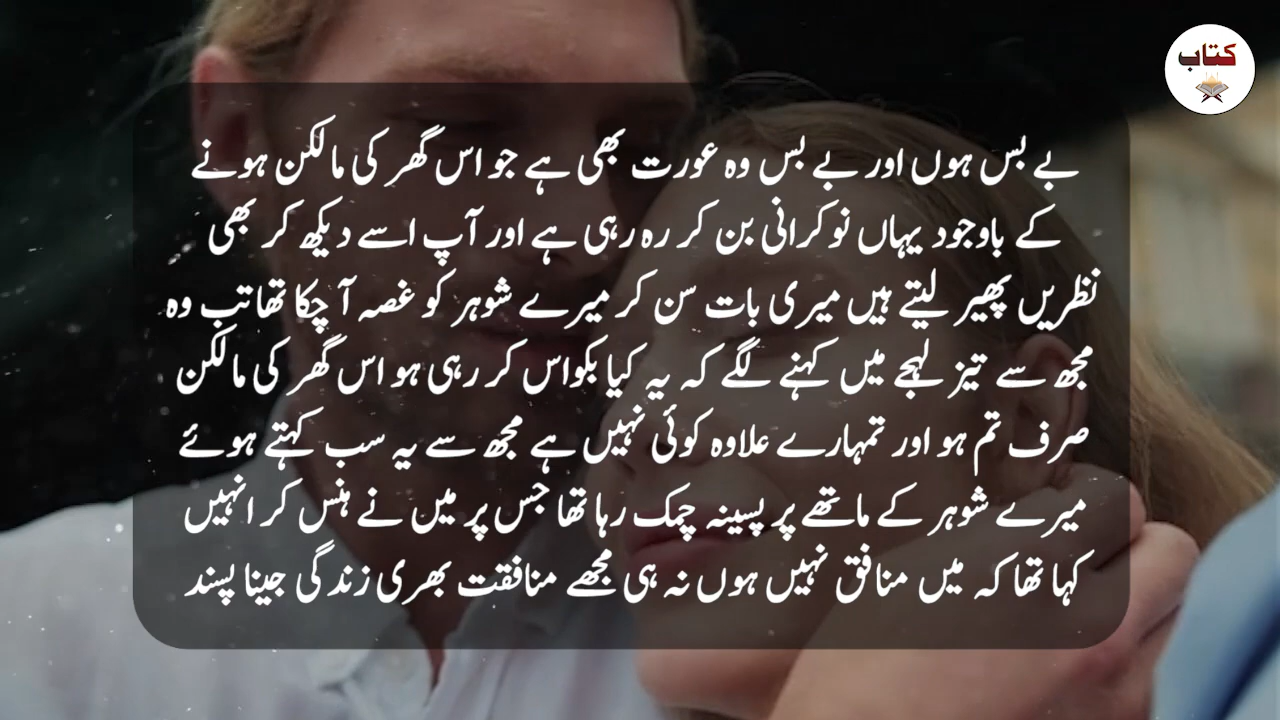 کتاب
بے بس ہوں اور بے بس وہ عورت بھی ہے جو اس گھر کی مالکن ہونے
کے باوجود یہاں نوکرانی بن کر رہ رہی ہے اور آپ اسے دیکھ کر بھی
نظریں پھیر لیتے ہیں میری بات سن کر میرے شوہر کو غصہ آ چکا تھا تب وہ
مجھ سے تیز لہجے میں کہنے لگے کہ یہ کیا بکواس کر رہی ہو اس گھر کی مالکن
صرف تم ہو اور تمہارے علاوہ کوئی نہیں ہے مجھ سے یہ سب کہتے ہوئے
میرے شوہر کے ماتھے پر پسینہ چمک رہا تھا جس پر میں نے ہنس کر انہیں
کہا تھا کہ میں منافق نہیں ہوں نہ ہی مجھے منافقت بھری زندگی جینا پسند